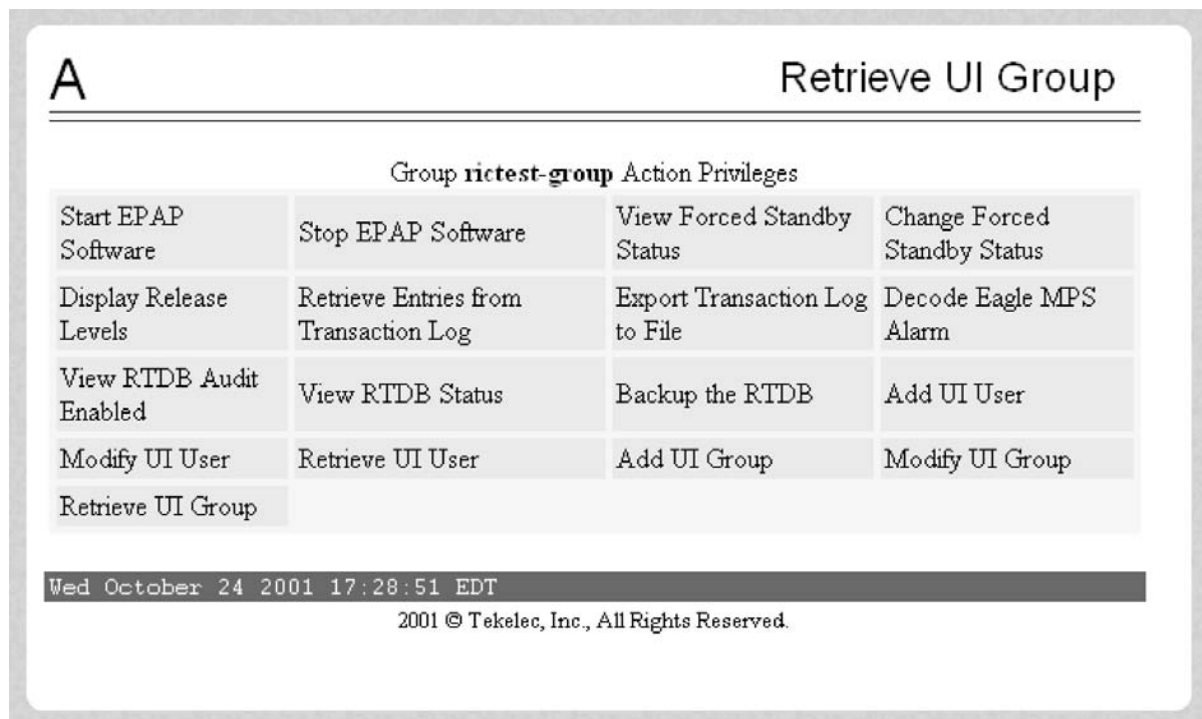 A
Retrieve UI Group
Group rictest-group Action Privileges
Start EPAP
Software
Stop EPAP Software
View Forced Standby
Status
Change Forced
Standby Status
Display Release
Levels
Retrieve Entries from
Transaction Log
Export Transaction Log
to File
Decode Eagle MPS
Alarm
View RTDB Audit
Enabled
View RTDB Status
Backup the RTDB
Add UI User
Modify UI User
Retrieve UI User
Add UI Group
Modify UI Group
Retrieve UI Group
Wed October 24 2001 17:28:51 EDT
2001 © Tekelec, Inc., All Rights Reserved.